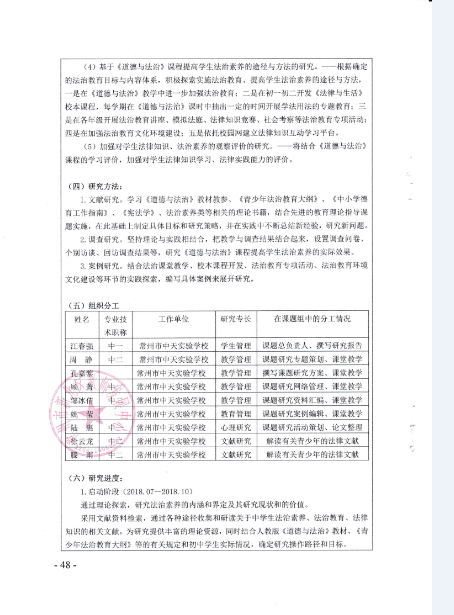 （4）基于《道德与法治》课程提高学生法治素养的途径与方法的研究。——根据确定
的法治教育目标与内容体系，积极探索实施法治教育、提高学生法治素养的途径与方法。
一是在《道德与法治》教学中进一步加强法治教育；二是在初一初二开发《法律与生活》
校本课程，每学期在《道德与法治》课时中抽出一定的时间开展学法用法的专题教育；三
是在各年级开展法治教育讲座、模拟法庭、法律知识竞赛、社会考察等法治教育专项活动；
四是在加强法治教育文化环境建设；五是依托校园网建立法律知识互动学习平台。
（5）加强对学生法律知识、法治素养的观察评价的研究。——将结合《道德与法治》
课程的学习评价，加强对学生法律知识学习、法律实践能力的评价。
（四）研究方法：
1.文献研究。学习《道德与法治》教材教参、《青少年法治教育大纲》、《中小学德
育工作指南》、《宪法学》、法治素养类等相关的理论书籍，结合先进的教育理论指导课
题实施，在此基础上制定具体目标和研究策略，并在实践中不断总结新经验，研究新问题。
2.调查研究。坚持理论与实践相结合，把教学与调查结果结合起来，设置调查问卷、
个别访谈、回访调查等等，研究《道德与法治》课程提高学生法治素养的实际效果。
3.案例研究。结合法治课堂教学、校本课程开发、法治教育专项活动、法治教育环境
文化建设等环节的实践探索，编写具体案例来展开研究。
（五）组织分工
姓名 专业技术职称 工作单位 研究专长 在课题组中的分工情况
江春强 中一 常州市中天实验学校 学生管理 课题总负责人、撰写研究报告
周 静 中二 常州市中天实验学校 教学管理 课题研究专题策划、课堂教学
孔 常州市中天实验学校 教学管理 撰写课题研究方案、课堂教学
菁 中 常州市中天实验学校 教学管理 课题研究网络管理、课堂教学
邹冰倩 中二 常州市中天实验学校 教学管理 课题研究资料汇编、课堂教学
常州市中天实验学校 教育管理 课题研究案例编辑、课堂教学
陆 中 常州市中天实验学校 心理研究 课题研究活动策划、论文整理
徐云龙 中二 常州市中天实验学校 文献研究 解读有关青少年的法律文献
中二 常州市中天实验学校 文献研究 解读有关青少年的法律文献
（六）研究进度：
1.启动阶段（2018.07—2018.10）
通过理论探索，研究法治素养的内涵和界定及其研究现状和的价值。
采用文献资料检索，通过各种途径收集和研读关于中学生法治素养、法治教育、法律
知识的相关文献，为研究提供丰富的理论资源，同时结合人教版《道德与法治》教材、《青
少年法治教育大纲》等的有关规定和初中学生实际情况，确定研究操作路径和目标。
- 48 -